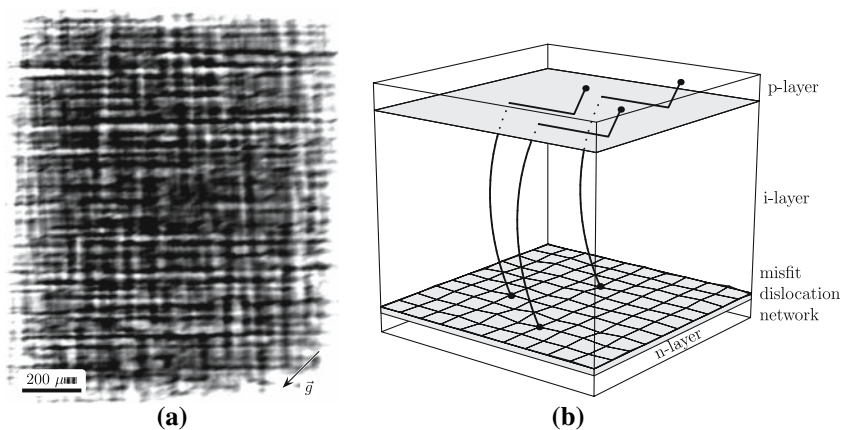 200 μm
g
(a)
p-layer
i-layer
misfit
dislocation
network
n-layer
(b)